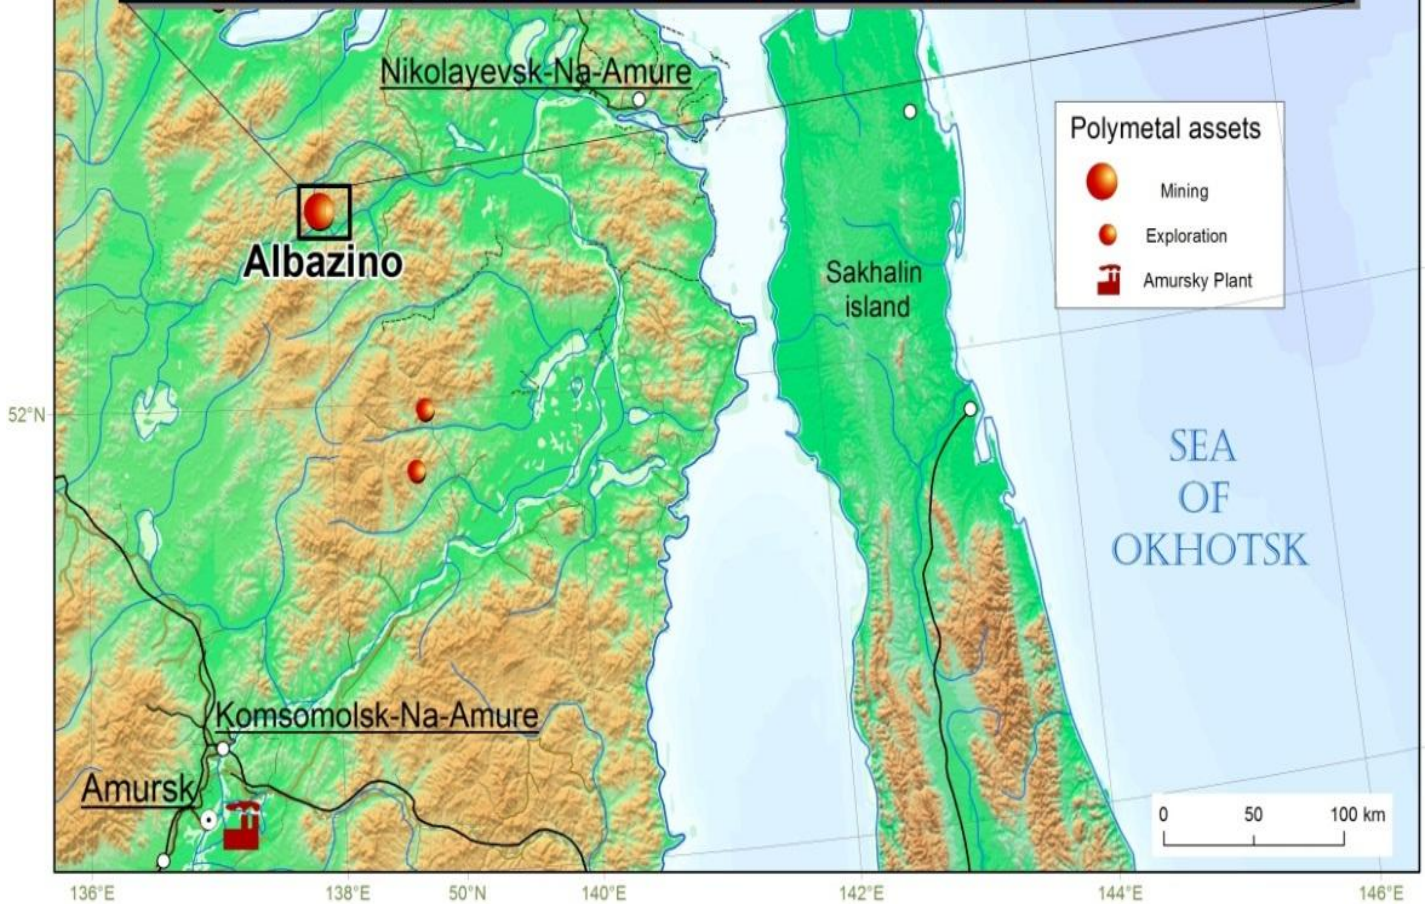 Nikolayevsk-Na-Amure
Polymetal assets
Mining
Exploration
Amursky Plant
Albazino
Sakhalin
island
52°N
SEA
OF
OKHOTSK
Komsomolsk-Na-Amure
Amursk
0 50 100 km
136°E 138°E 50°N 140°E 142°E 144°E 146°E